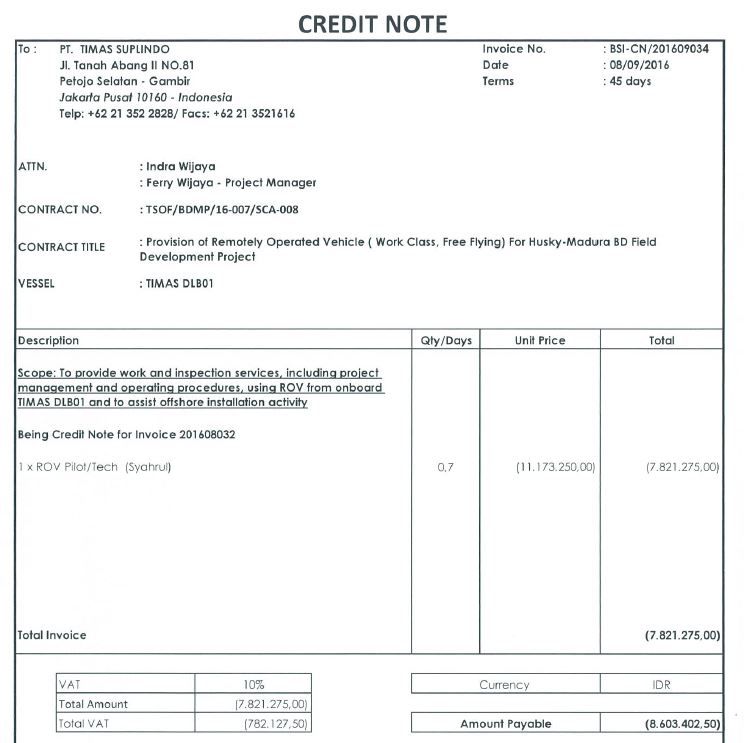 CREDIT NOTE
To : PT. TIMAS SUPLINDO
Jl. Tanah Abang II NO.81
Petojo Selatan - Gambir
Jakarta Pusat 10160 - Indonesia
Telp: +62 21 352 2828/ Facs: +62 21 3521616
Invoice No. : BSI-CN/201609034
Date : 08/09/2016
Terms : 45 days
ATTN. : Indra Wijaya
: Ferry Wijaya - Project Manager
CONTRACT NO. : TSOF/BDMP/16-007/SCA-008
CONTRACT TITLE : Provision of Remotely Operated Vehicle ( Work Class, Free Flying) For Husky-Madura BD Field
Development Project
VESSEL : TIMAS DLB01
Description Qty/Days Unit Price Total
Scope: To provide work and inspection services, including project
management and operating procedures, using ROV from onboard
TIMAS DLB01 and to assist offshore installation activity
Being Credit Note for Invoice 201608032
1 x ROV Pilot/Tech (Syahrul) 0,7 (11.173.250,00) (7.821.275,00)
Total Invoice (7.821.275,00)
VAT 10%
Total Amount (7.821.275,00)
Total VAT (782.127,50)
Currency IDR
Amount Payable (8.603.402,50)